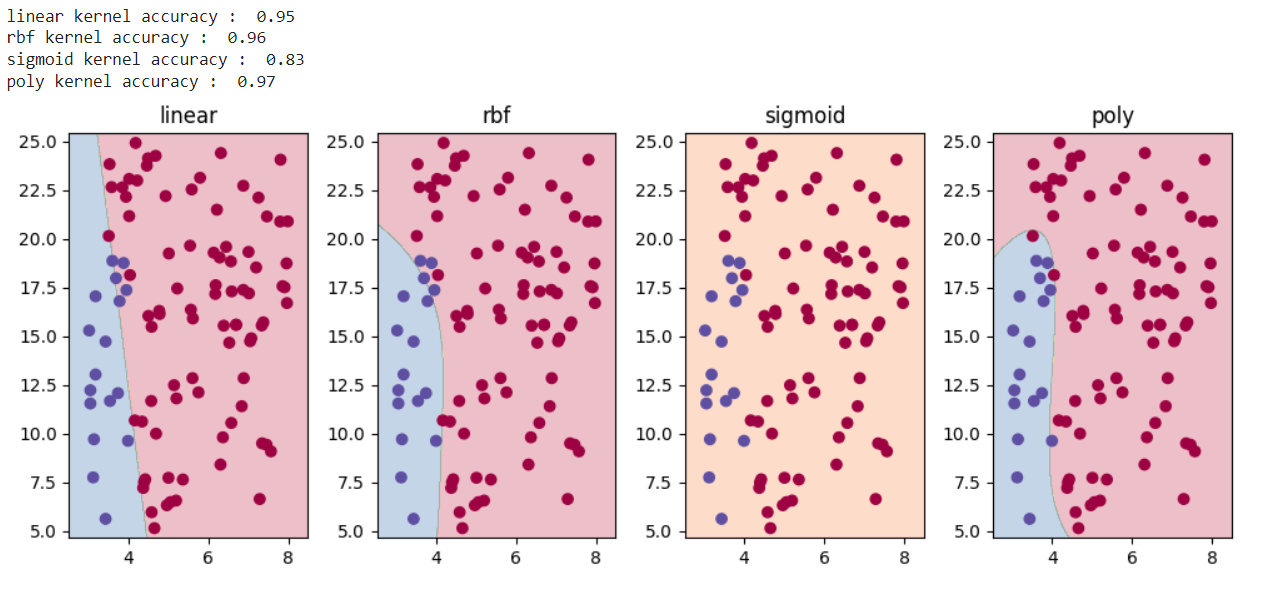 linear kernel accuracy :  0.95
rbf kernel accuracy :  0.96
sigmoid kernel accuracy :  0.83
poly kernel accuracy :  0.97
linear rbf sigmoid poly
25.0 25.0 25.0 25.0
22.5 22.5 22.5 22.5
20.0 20.0 20.0 20.0
17.5 17.5 17.5 17.5
15.0 15.0 15.0 15.0
12.5 12.5 12.5 12.5
10.0 10.0 10.0 10.0
7.5 7.5 7.5 7.5
5.0 5.0 5.0 5.0
4 6 8 4 6 8 4 6 8 4 6 8